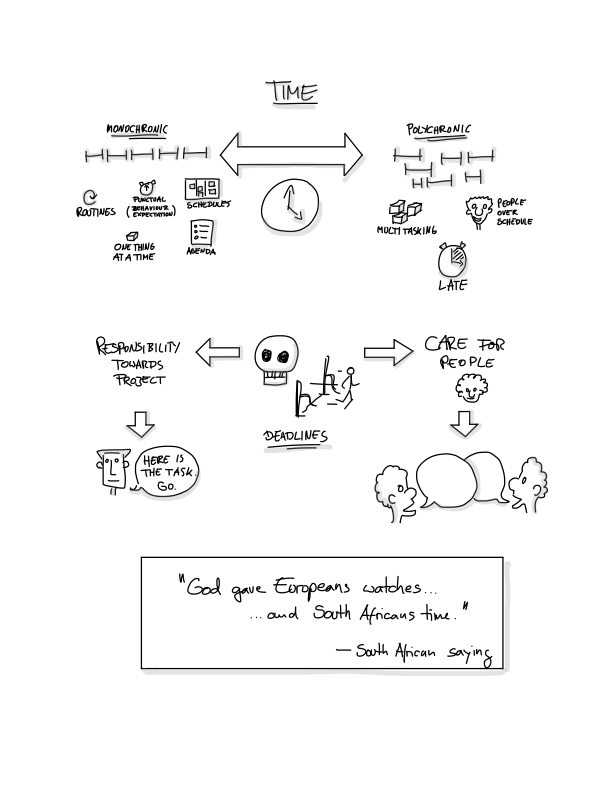 TIME
MONOCHRONIC
POLYCHRONIC
ROUTINES
PUNCTUAL
(BEHAVIOUR/
EXPECTATION)
SCHEDULES
ONE THING
AT A TIME
AGENDA
MULTITASKING
PEOPLE
OVER
SCHEDULE
LATE
RESPONSIBILITY
TOWARDS
PROJECT
DEADLINES
CARE FOR
PEOPLE
HERE IS
THE TASK.
GO.
"God gave Europeans watches...
...and South Africans time."
— South African saying